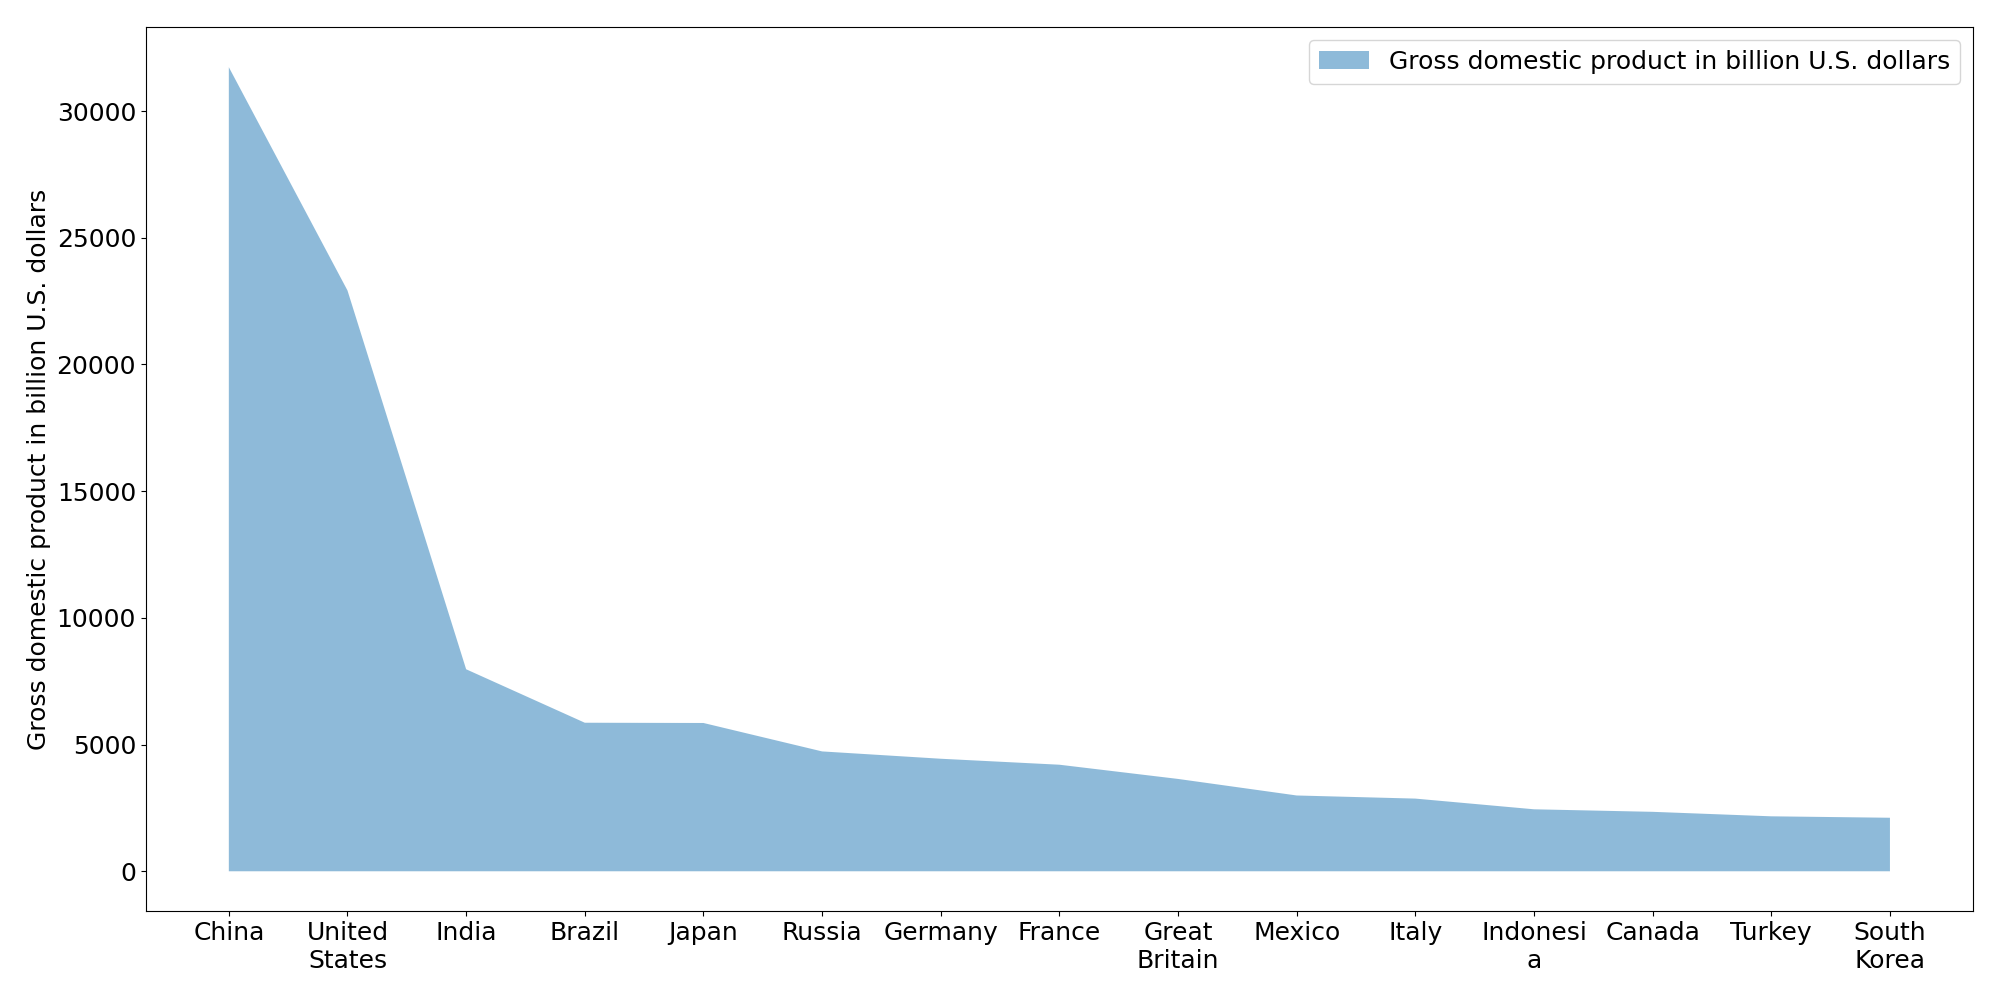 Gross domestic product in billion U.S. dollars
Gross domestic product in billion U.S. dollars
30000
25000
20000
15000
10000
5000
0
China
United
States
India
Brazil
Japan
Russia
Germany
France
Great
Britain
Mexico
Italy
Indonesi
a
Canada
Turkey
South
Korea